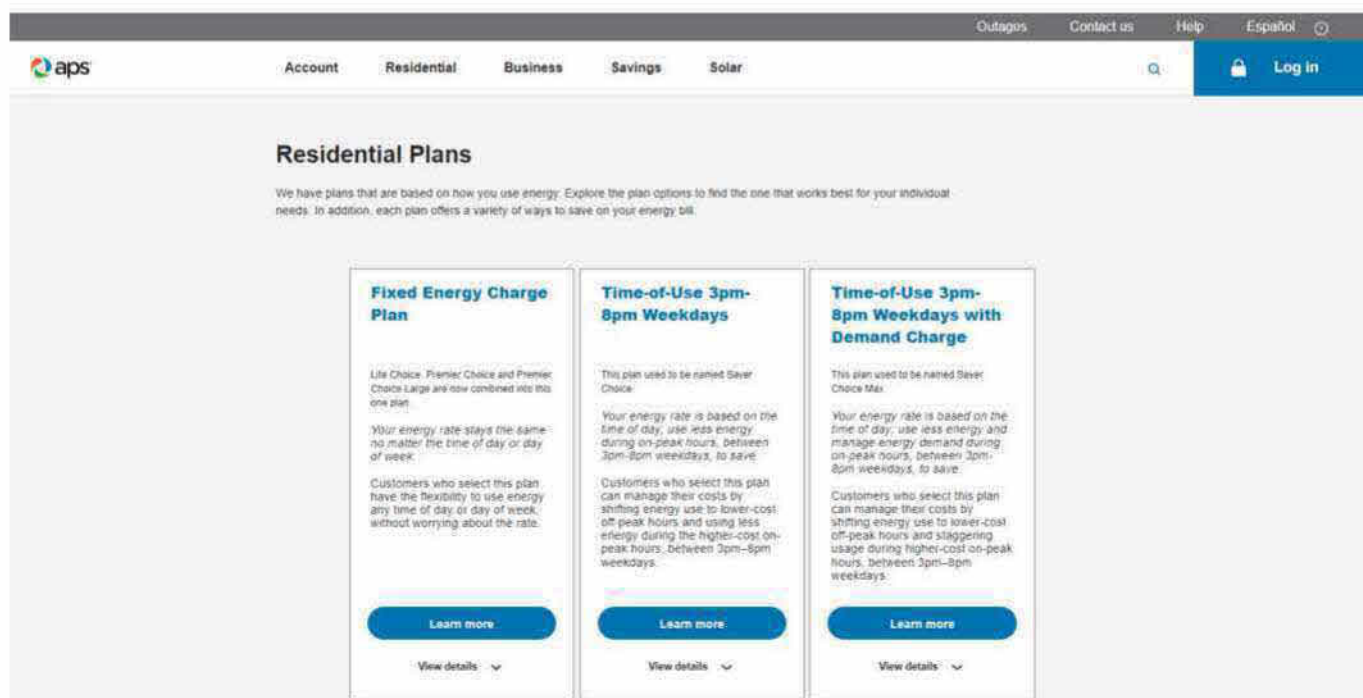 Outages Contact us Help Español
aps Account Residential Business Savings Solar Log in
Residential Plans
We have plans that are based on how you use energy. Explore the plan options to find the one that works best for your individual
needs. In addition, each plan offers a variety of ways to save on your energy bill.
Fixed Energy Charge
Plan
Lite Choice, Premier Choice and Premier
Choice Large are now combined into this
one plan.
Your energy rate stays the same
no matter the time of day or day
of week.
Customers who select this plan
have the flexibility to use energy
any time of day or day of week,
without worrying about the rate.
Learn more
View details
Time-of-Use 3pm-
8pm Weekdays
This plan used to be named Saver
Choice.
Your energy rate is based on the
time of day; use less energy
during on-peak hours, between
3pm-8pm weekdays, to save.
Customers who select this plan
can manage their costs by
shifting energy use to lower-cost
off-peak hours and using less
energy during the higher-cost on-
peak hours, between 3pm–8pm
weekdays.
Learn more
View details
Time-of-Use 3pm-
8pm Weekdays with
Demand Charge
This plan used to be named Saver
Choice Max.
Your energy rate is based on the
time of day; use less energy and
manage energy demand during
on-peak hours, between 3pm-
8pm weekdays, to save.
Customers who select this plan
can manage their costs by
shifting energy use to lower-cost
off-peak hours and staggering
usage during higher-cost on-peak
hours, between 3pm–8pm
weekdays.
Learn more
View details